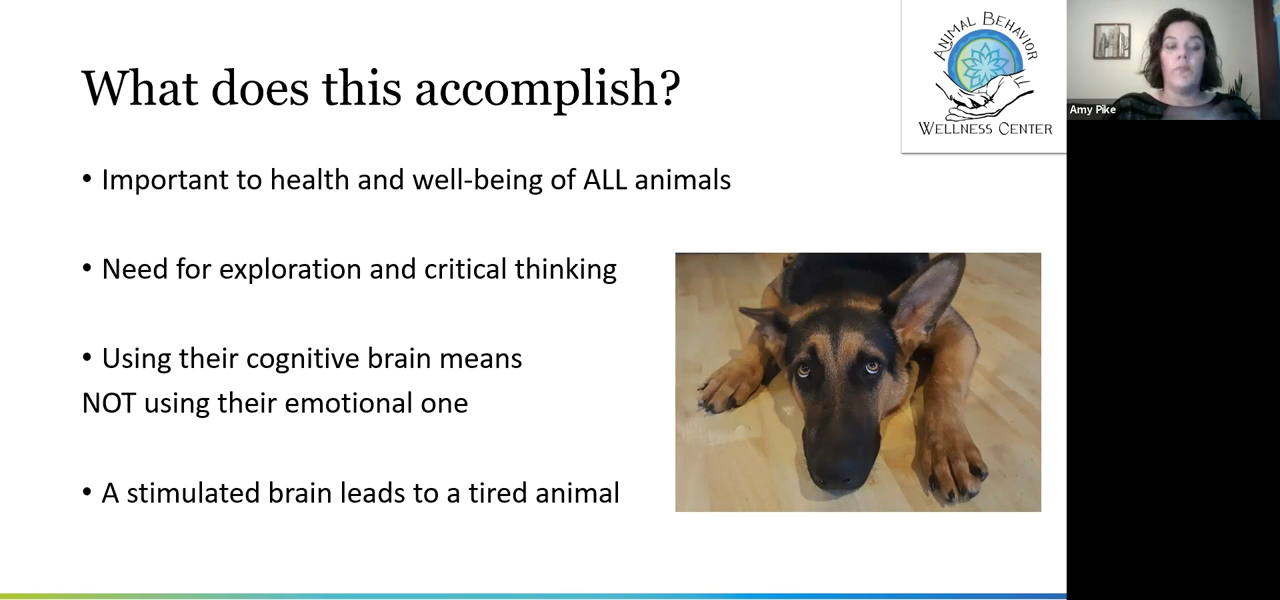 What does this accomplish?
• Important to health and well-being of ALL animals
• Need for exploration and critical thinking
• Using their cognitive brain means
NOT using their emotional one
• A stimulated brain leads to a tired animal
ANIMAL BEHAVIOR
WELLNESS CENTER
Amy Pike